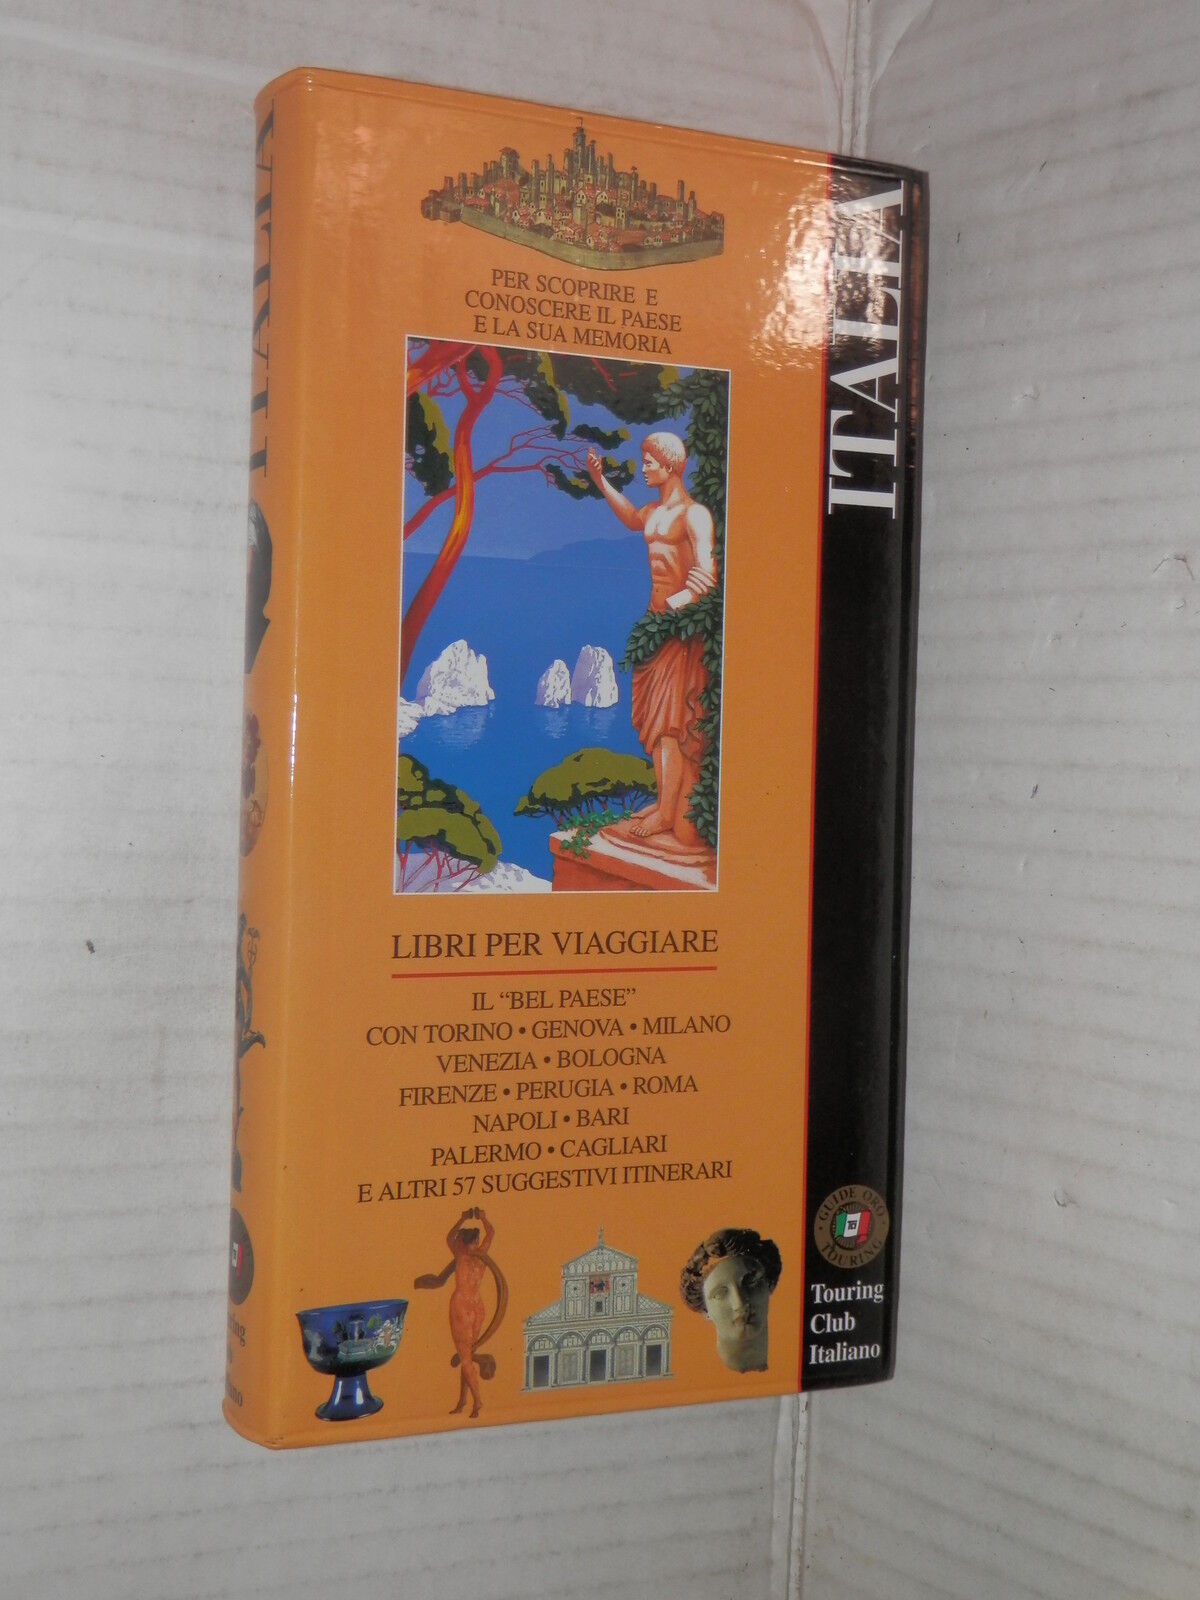 PER SCOPRIRE E
CONOSCERE IL PAESE
E LA SUA MEMORIA
LIBRI PER VIAGGIARE
IL “BEL PAESE”
CON TORINO • GENOVA • MILANO
VENEZIA • BOLOGNA
FIRENZE • PERUGIA • ROMA
NAPOLI • BARI
PALERMO • CAGLIARI
E ALTRI 57 SUGGESTIVI ITINERARI
ITALIA
GUIDE ORO
TOURING
Touring
Club
Italiano
ITALIA